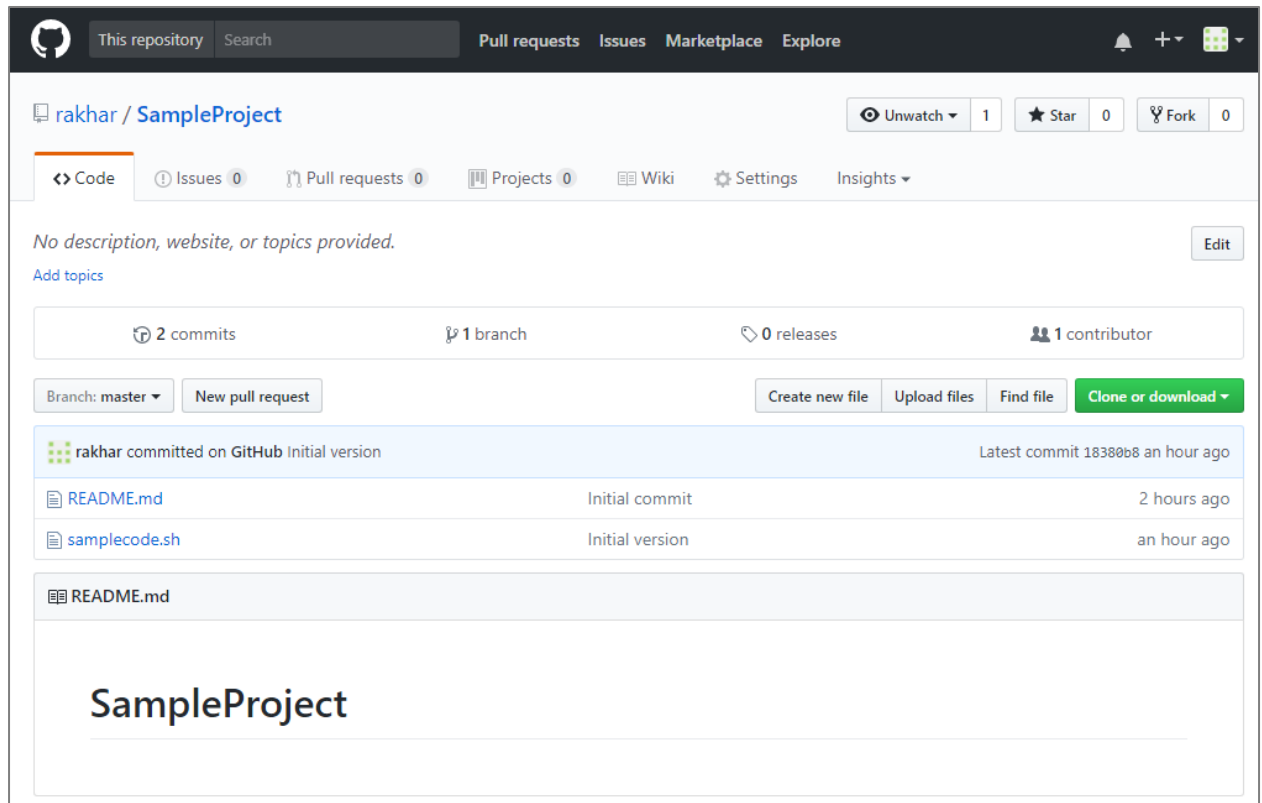 This repository Search Pull requests Issues Marketplace Explore
rakhar / SampleProject Unwatch 1 Star 0 Fork 0
Code Issues 0 Pull requests 0 Projects 0 Wiki Settings Insights
No description, website, or topics provided. Edit
Add topics
2 commits 1 branch 0 releases 1 contributor
Branch: master New pull request Create new file Upload files Find file Clone or download
rakhar committed on GitHub Initial version Latest commit 18380b8 an hour ago
README.md Initial commit 2 hours ago
samplecode.sh Initial version an hour ago
README.md
SampleProject